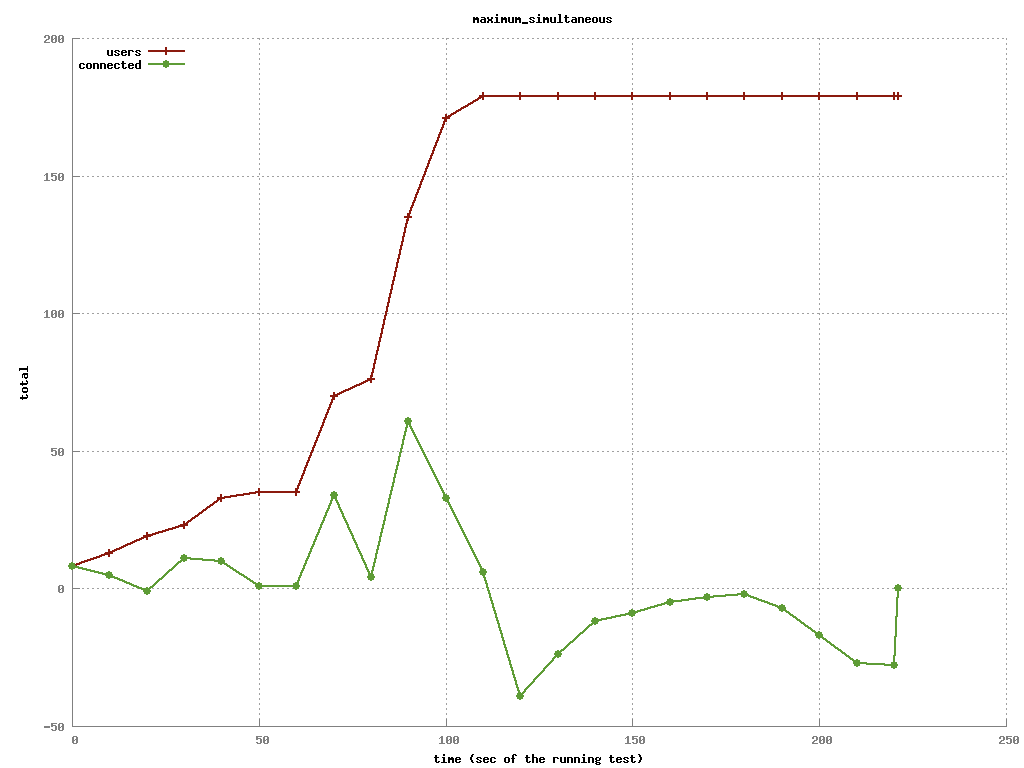 maximum_simultaneous
users
connected
200
150
100
50
0
-50
total
0 50 100 150 200 250
time (sec of the running test)